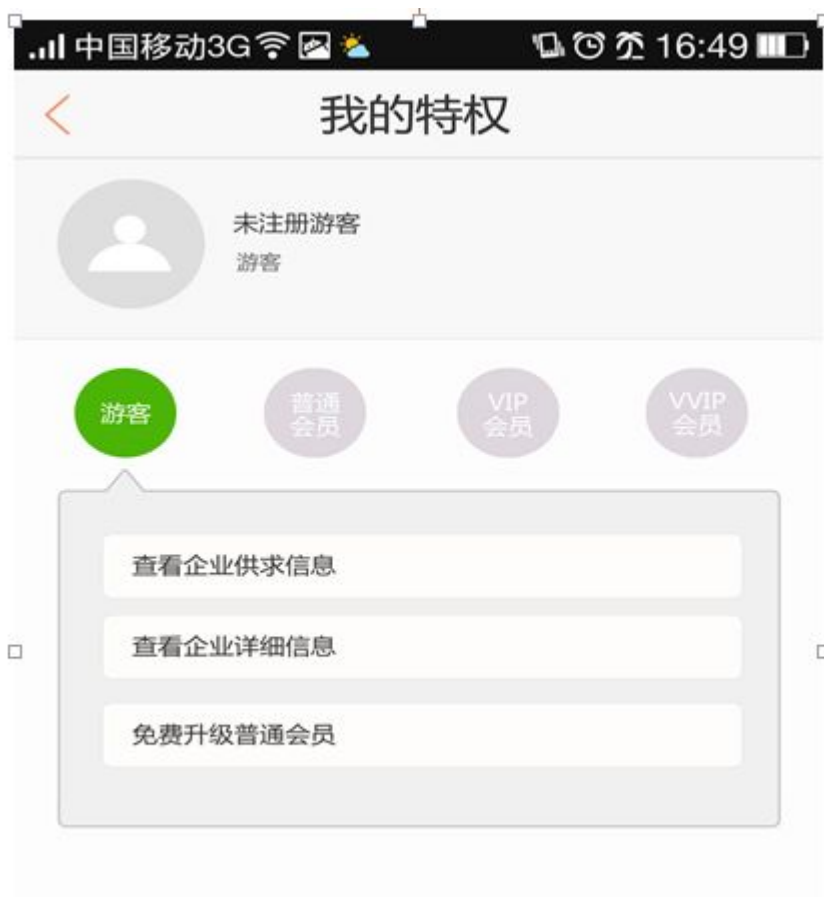 中国移动3G 16:49
我的特权
未注册游客
游客
游客
普通
会员
VIP
会员
VVIP
会员
查看企业供求信息
查看企业详细信息
免费升级普通会员